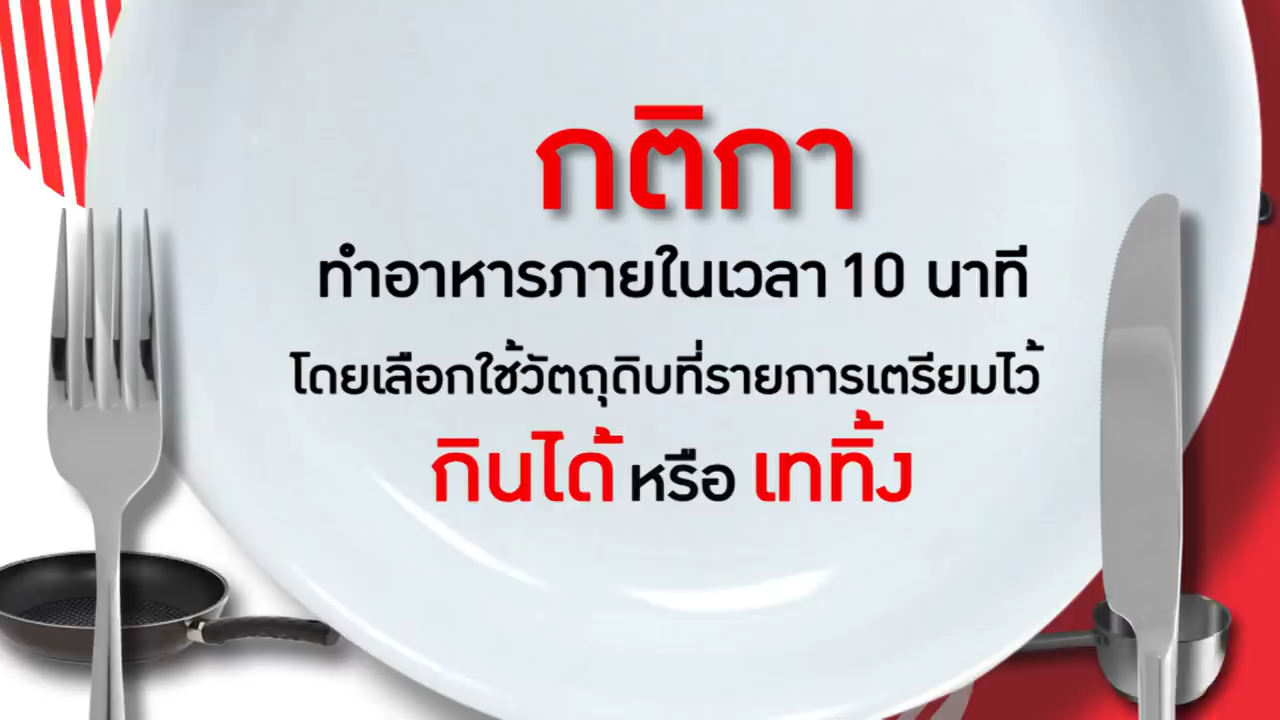 กติกา
ทำอาหารภายในเวลา 10 นาที
โดยเลือกใช้วัตถุดิบที่รายการเตรียมไว้
กินได้ หรือ เททิ้ง